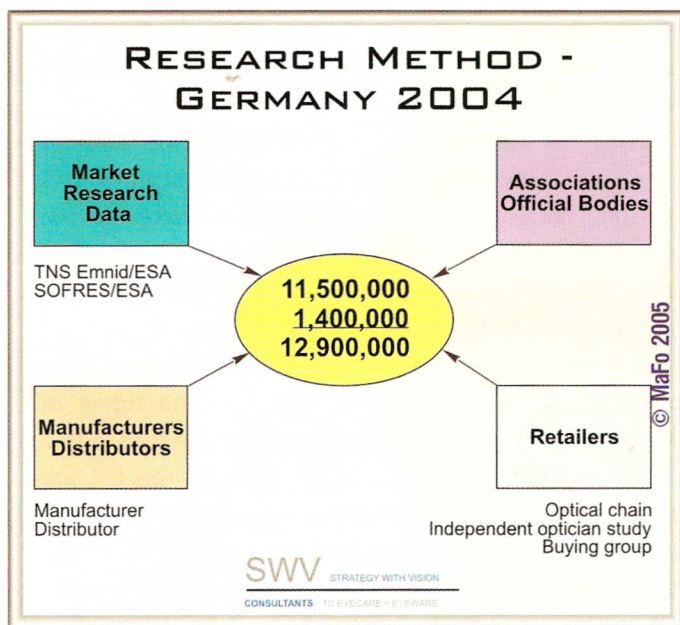 RESEARCH METHOD -
GERMANY 2004
Market
Research
Data
TNS Emnid/ESA
SOFRES/ESA
Associations
Official Bodies
11,500,000
1,400,000
12,900,000
Manufacturers
Distributors
Manufacturer
Distributor
Retailers
Optical chain
Independent optician study
Buying group
© MaFo 2005
SWV STRATEGY WITH VISION
CONSULTANTS TO EYECARE + EYEWARE